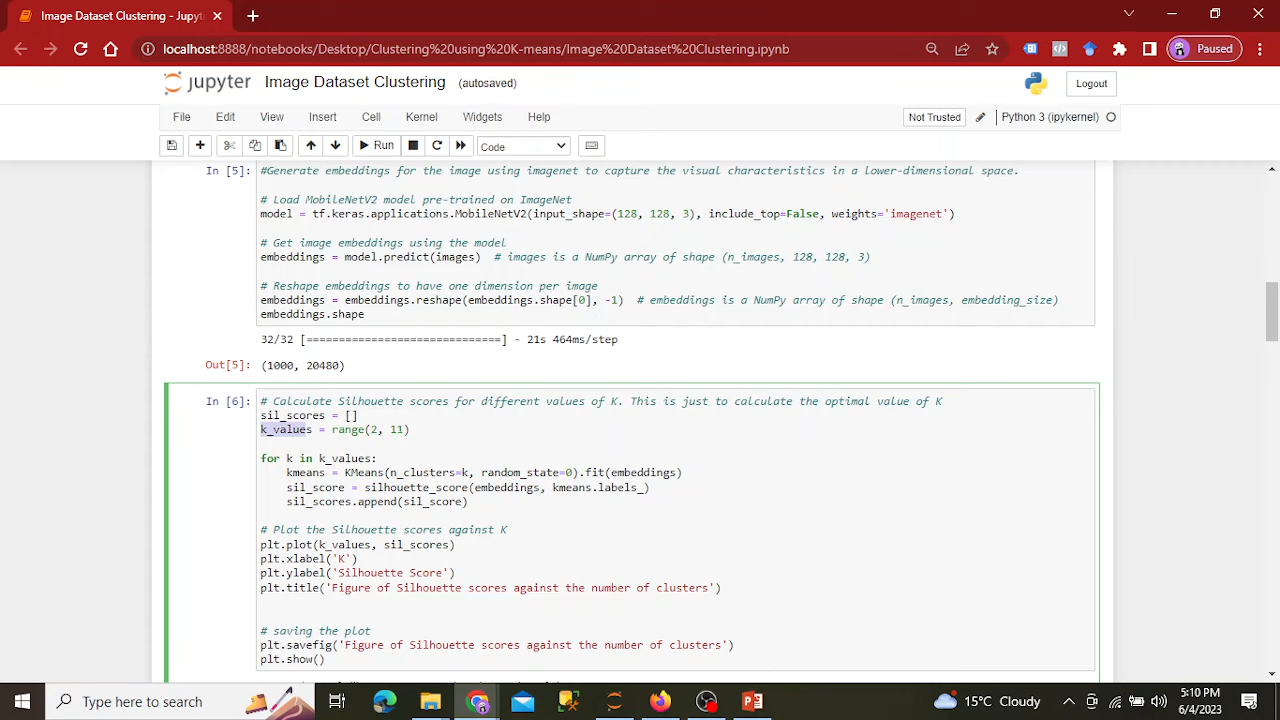 Image Dataset Clustering - Jupyte
localhost:8888/notebooks/Desktop/Clustering%20using%20K-means/Image%20Dataset%20Clustering.ipynb
Paused
jupyter Image Dataset Clustering (autosaved)
Logout
File Edit View Insert Cell Kernel Widgets Help
Not Trusted
Python 3 (ipykernel)
Run
Code
In [5]:
#Generate embeddings for the image using imagenet to capture the visual characteristics in a lower-dimensional space.
# Load MobileNetV2 model pre-trained on ImageNet
model = tf.keras.applications.MobileNetV2(input_shape=(128, 128, 3), include_top=False, weights='imagenet')
# Get image embeddings using the model
embeddings = model.predict(images)  # images is a NumPy array of shape (n_images, 128, 128, 3)
# Reshape embeddings to have one dimension per image
embeddings = embeddings.reshape(embeddings.shape[0], -1)  # embeddings is a NumPy array of shape (n_images, embedding_size)
embeddings.shape
32/32 [==============================] - 21s 464ms/step
Out[5]: (1000, 20480)
In [6]:
# Calculate Silhouette scores for different values of K. This is just to calculate the optimal value of K
sil_scores = []
k_values = range(2, 11)
for k in k_values:
    kmeans = KMeans(n_clusters=k, random_state=0).fit(embeddings)
    sil_score = silhouette_score(embeddings, kmeans.labels_)
    sil_scores.append(sil_score)
# Plot the Silhouette scores against K
plt.plot(k_values, sil_scores)
plt.xlabel('K')
plt.ylabel('Silhouette Score')
plt.title('Figure of Silhouette scores against the number of clusters')
# saving the plot
plt.savefig('Figure of Silhouette scores against the number of clusters')
plt.show()
Type here to search
15°C Cloudy
5:10 PM
6/4/2023